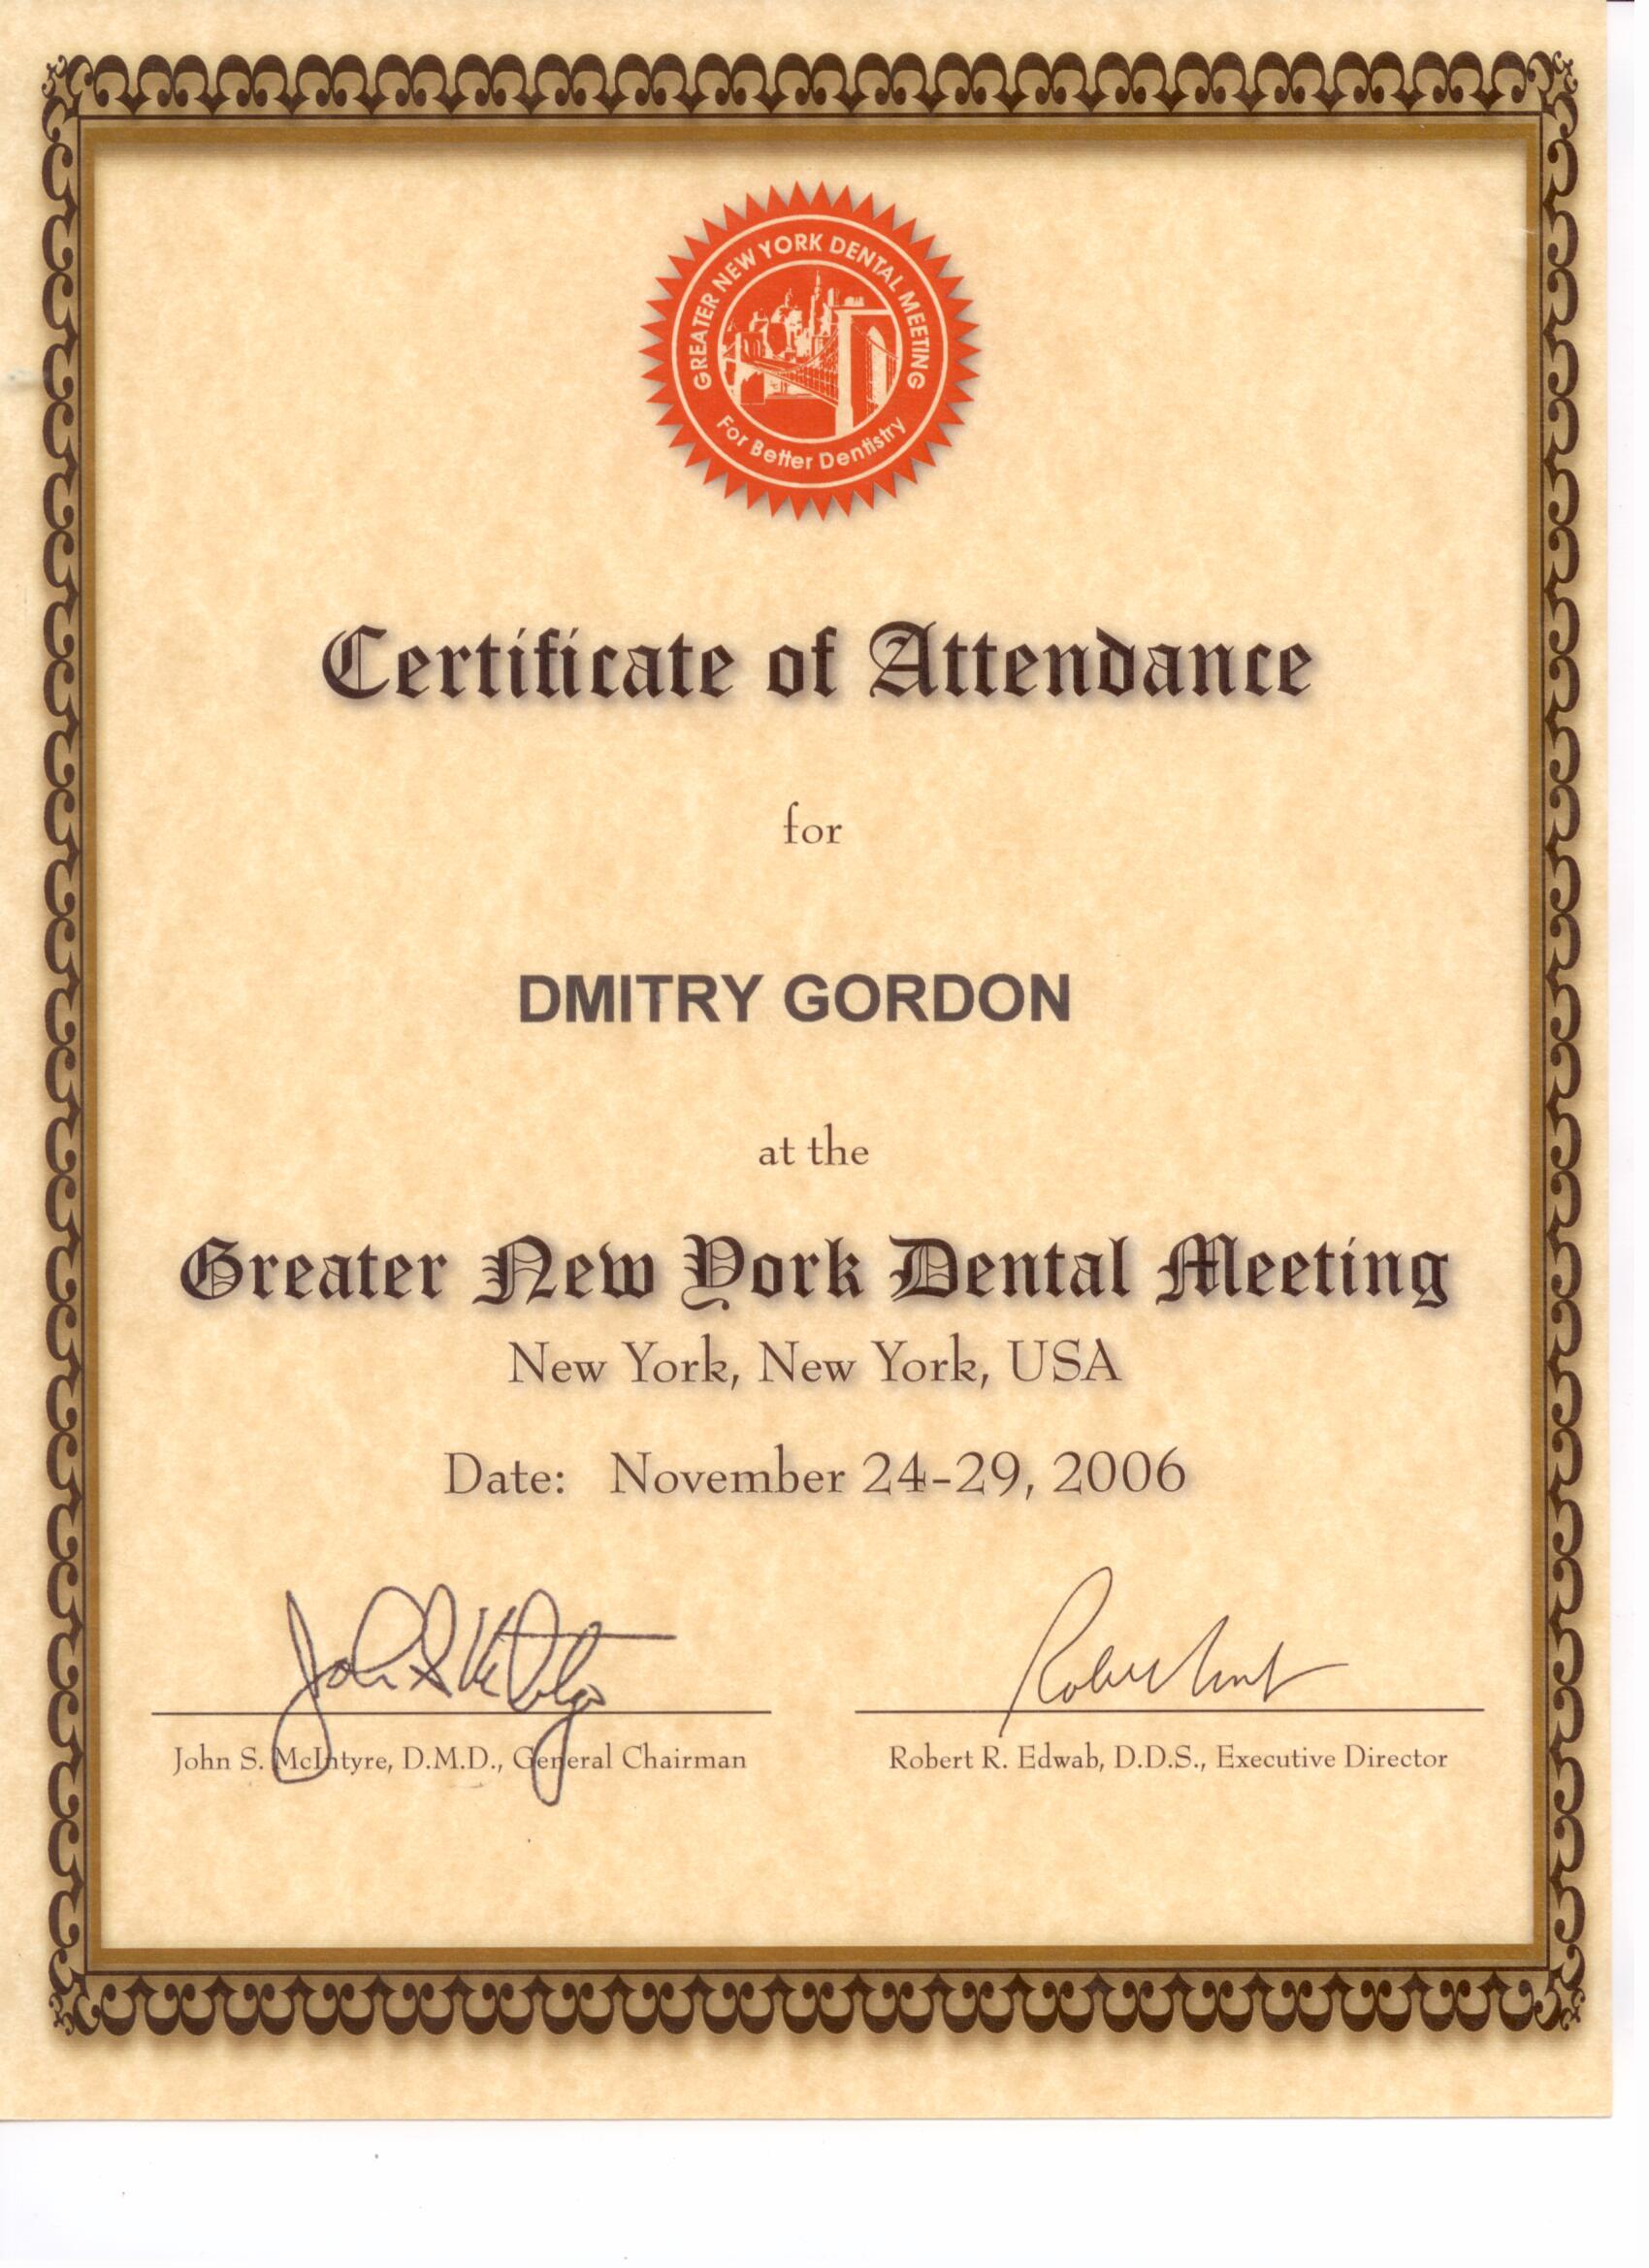 GREATER NEW YORK DENTAL MEETING
For Better Dentistry
Certificate of Attendance
for
DMITRY GORDON
at the
Greater New York Dental Meeting
New York, New York, USA
Date: November 24-29, 2006
John S. McIntyre, D.M.D., General Chairman
Robert R. Edwab, D.D.S., Executive Director